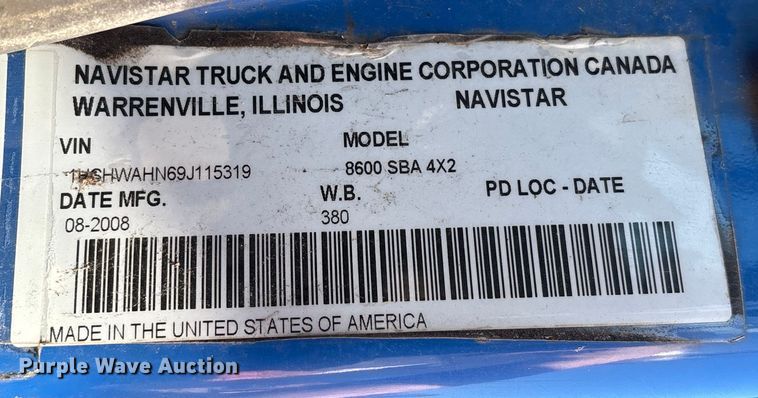 NAVISTAR TRUCK AND ENGINE CORPORATION CANADA
WARRENVILLE, ILLINOIS NAVISTAR
VIN MODEL
8600 SBA 4X2
DATE MFG. W.B. PD LOC - DATE
08-2008 380
MADE IN THE UNITED STATES OF AMERICA
Purple Wave Auction